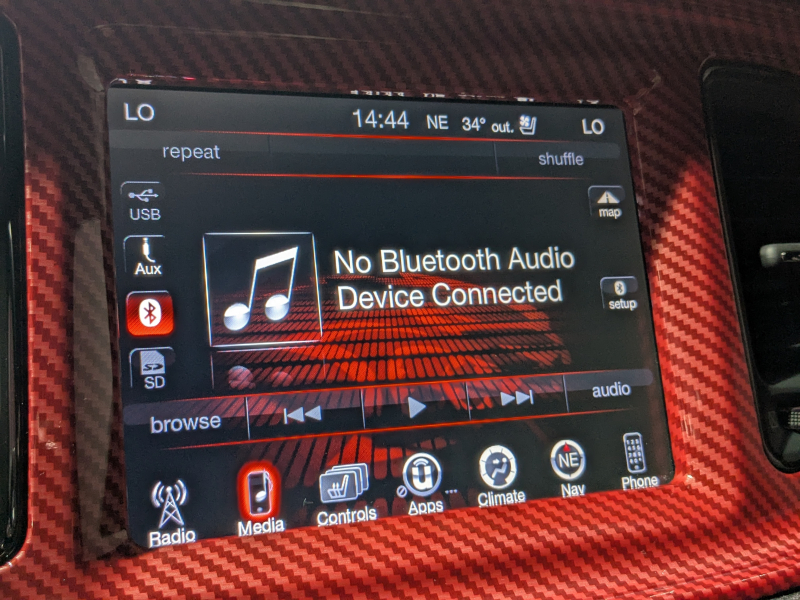 LO 14:44 NE 34° out. LO
repeat shuffle
USB
map
Aux
No Bluetooth Audio
Device Connected
setup
SD
browse audio
NE
Radio Media Controls Apps Climate Nav Phone